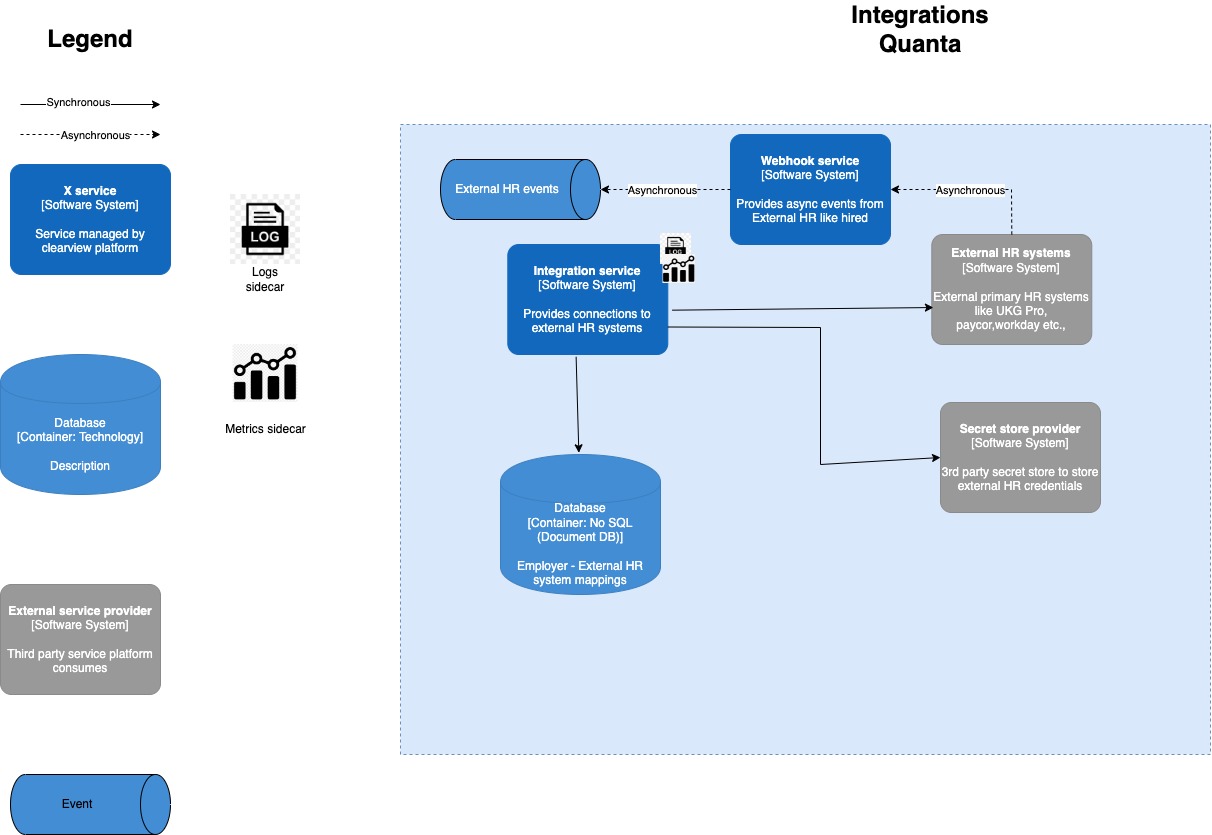 Legend
Integrations
Quanta
Synchronous
Asynchronous
X service
[Software System]
Service managed by
clearview platform
LOG
Logs
sidecar
Database
[Container: Technology]
Description
Metrics sidecar
External service provider
[Software System]
Third party service platform
consumes
Event
External HR events
Asynchronous
Webhook service
[Software System]
Provides async events from
External HR like hired
Asynchronous
LOG
Integration service
[Software System]
Provides connections to
external HR systems
External HR systems
[Software System]
External primary HR systems
like UKG Pro,
paycor,workday etc.,
Secret store provider
[Software System]
3rd party secret store to store
external HR credentials
Database
[Container: No SQL
(Document DB)]
Employer - External HR
system mappings